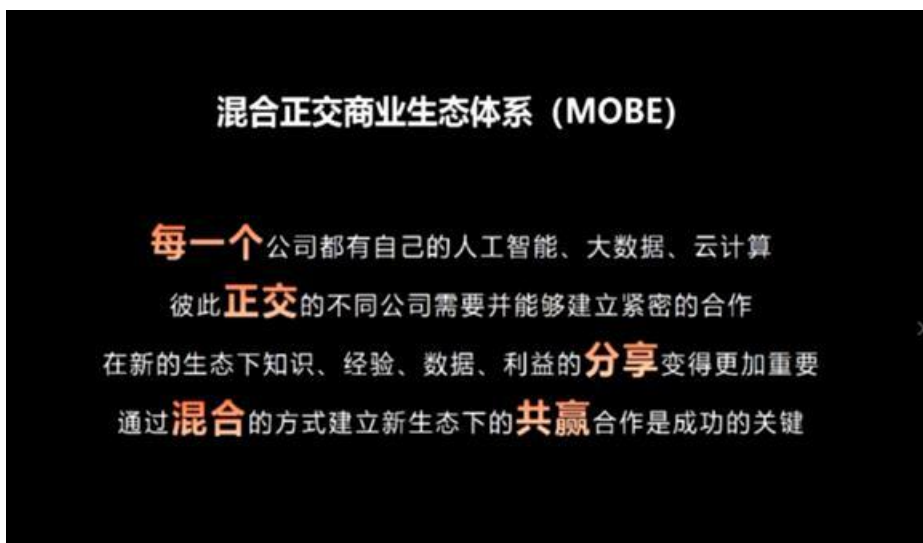 混合正交商业生态体系（MOBE）
每一个公司都有自己的人工智能、大数据、云计算
彼此正交的不同公司需要并能够建立紧密的合作
在新的生态下知识、经验、数据、利益的分享变得更加重要
通过混合的方式建立新生态下的共赢合作是成功的关键